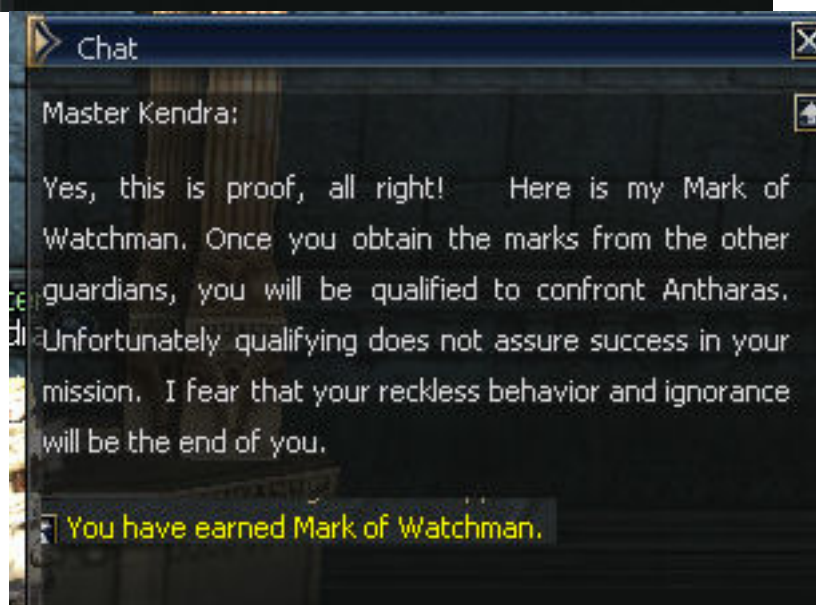 Chat
Master Kendra:
Yes, this is proof, all right! Here is my Mark of
Watchman. Once you obtain the marks from the other
guardians, you will be qualified to confront Antharas.
Unfortunately qualifying does not assure success in your
mission. I fear that your reckless behavior and ignorance
will be the end of you.
You have earned Mark of Watchman.